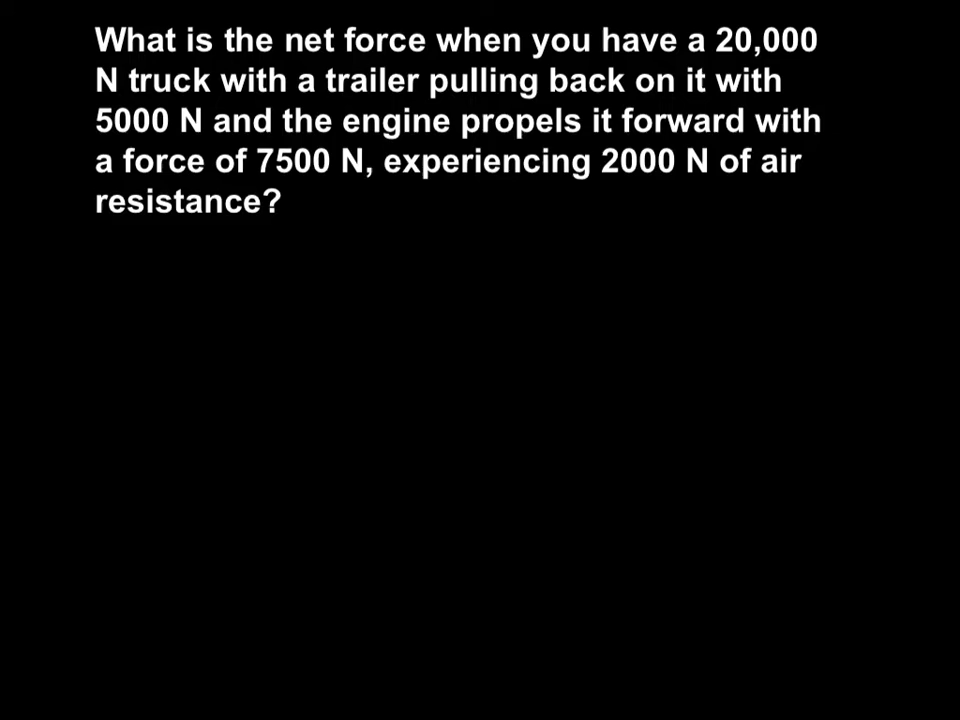 What is the net force when you have a 20,000
N truck with a trailer pulling back on it with
5000 N and the engine propels it forward with
a force of 7500 N, experiencing 2000 N of air
resistance?